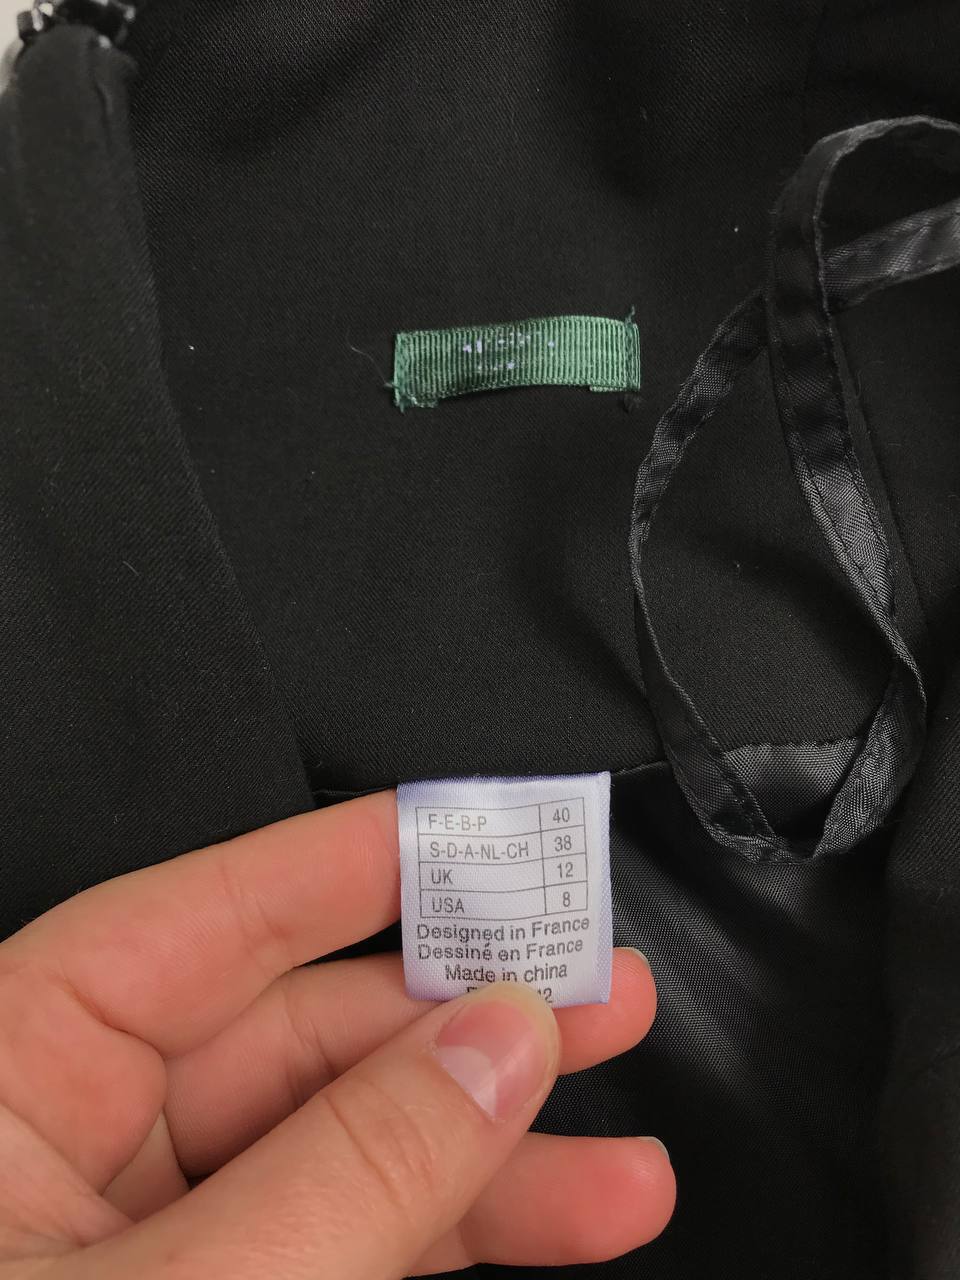 F-E-B-P 40
S-D-A-NL-CH 38
UK 12
USA 8
Designed in France
Dessiné en France
Made in china